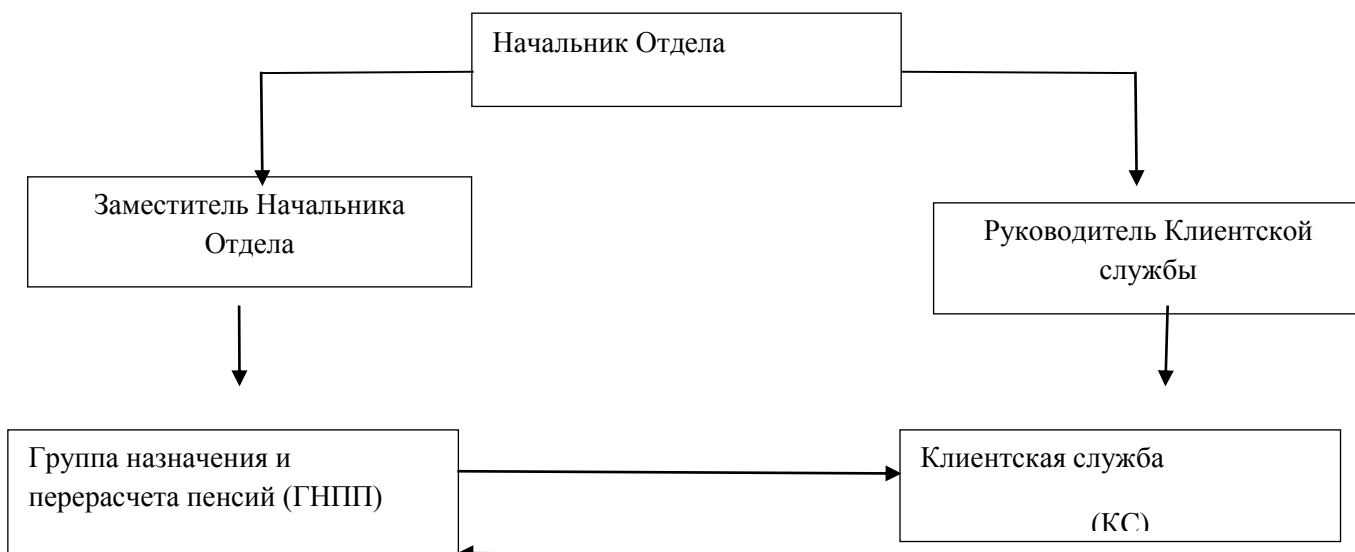 Начальник Отдела
Заместитель Начальника
Отдела
Руководитель Клиентской
службы
Группа назначения и
перерасчета пенсий (ГНПП)
Клиентская служба
(КС)